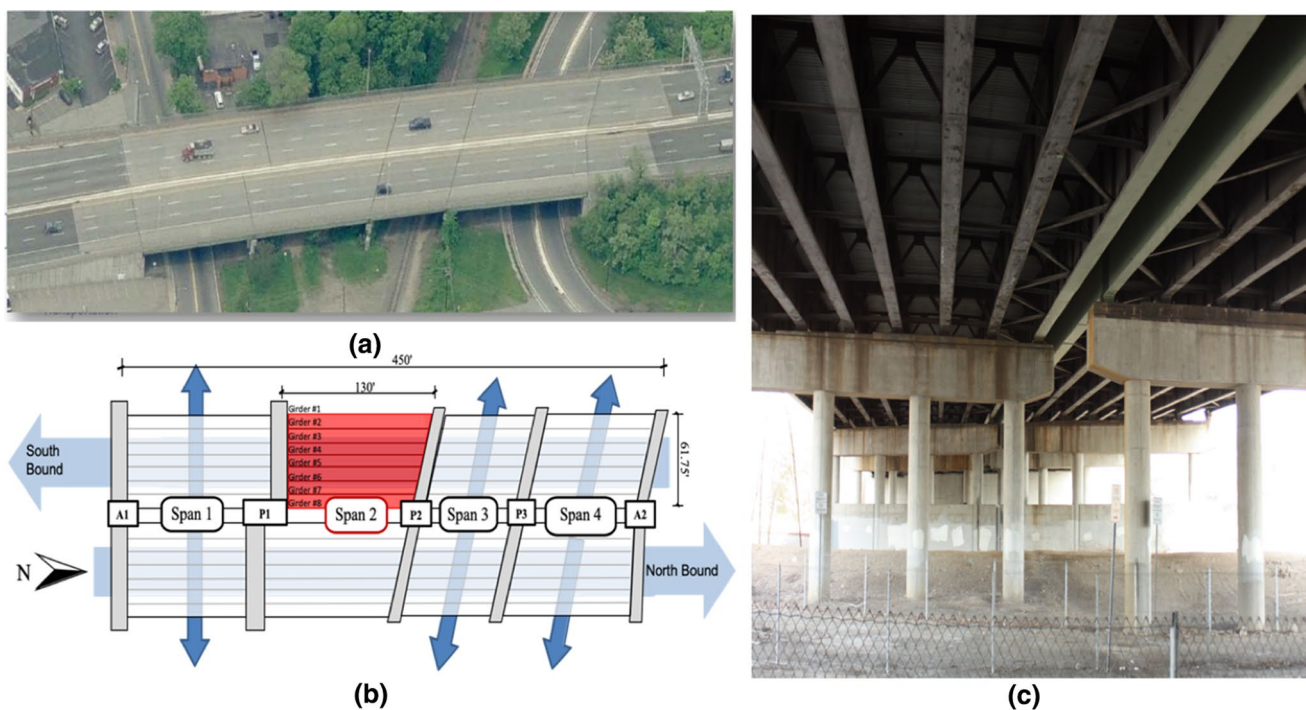 Transportation
(a)
450'
130'
Girder #1
Girder #2
Girder #3
Girder #4
Girder #5
Girder #6
Girder #7
Girder #8
61.75'
South
Bound
A1
Span 1
P1
Span 2
P2
Span 3
P3
Span 4
A2
N
North Bound
(b)
(c)